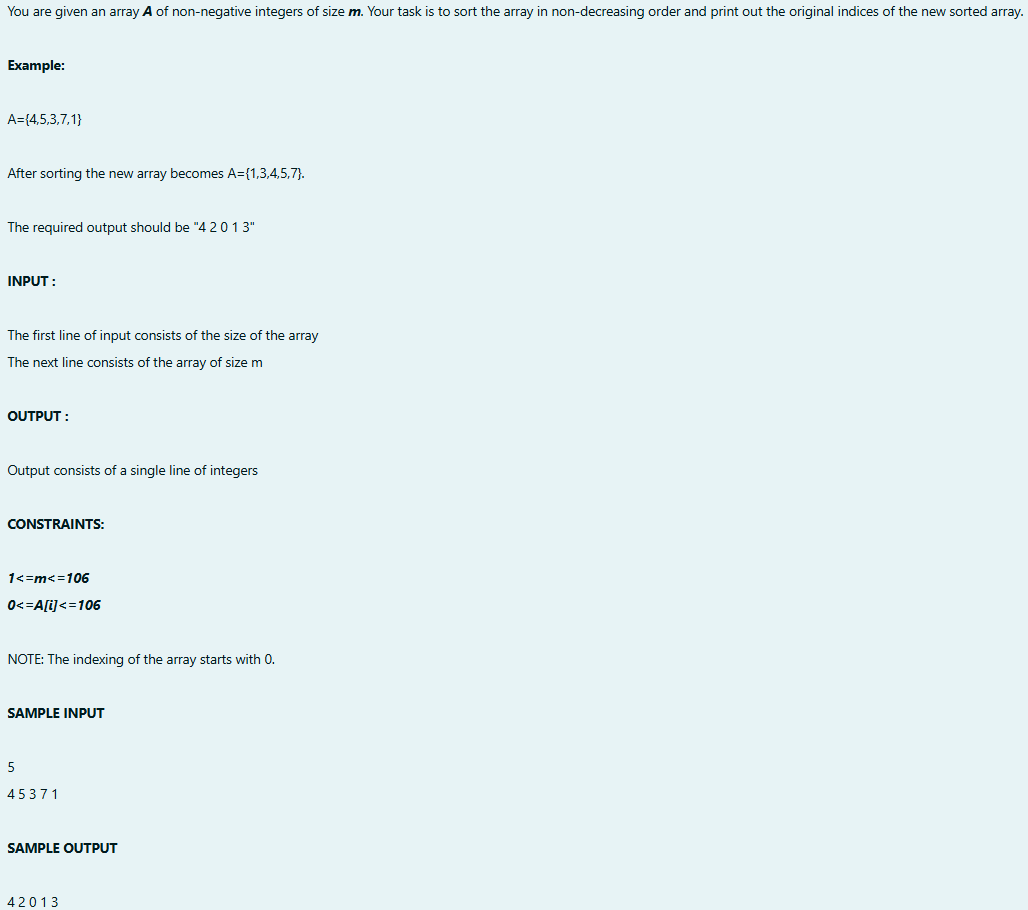 You are given an array A of non-negative integers of size m. Your task is to sort the array in non-decreasing order and print out the original indices of the new sorted array.
Example:
A={4,5,3,7,1}
After sorting the new array becomes A={1,3,4,5,7}.
The required output should be "4 2 0 1 3"
INPUT :
The first line of input consists of the size of the array
The next line consists of the array of size m
OUTPUT :
Output consists of a single line of integers
CONSTRAINTS:
1<=m<=106
0<=A[i]<=106
NOTE: The indexing of the array starts with 0.
SAMPLE INPUT
5
4 5 3 7 1
SAMPLE OUTPUT
4 2 0 1 3